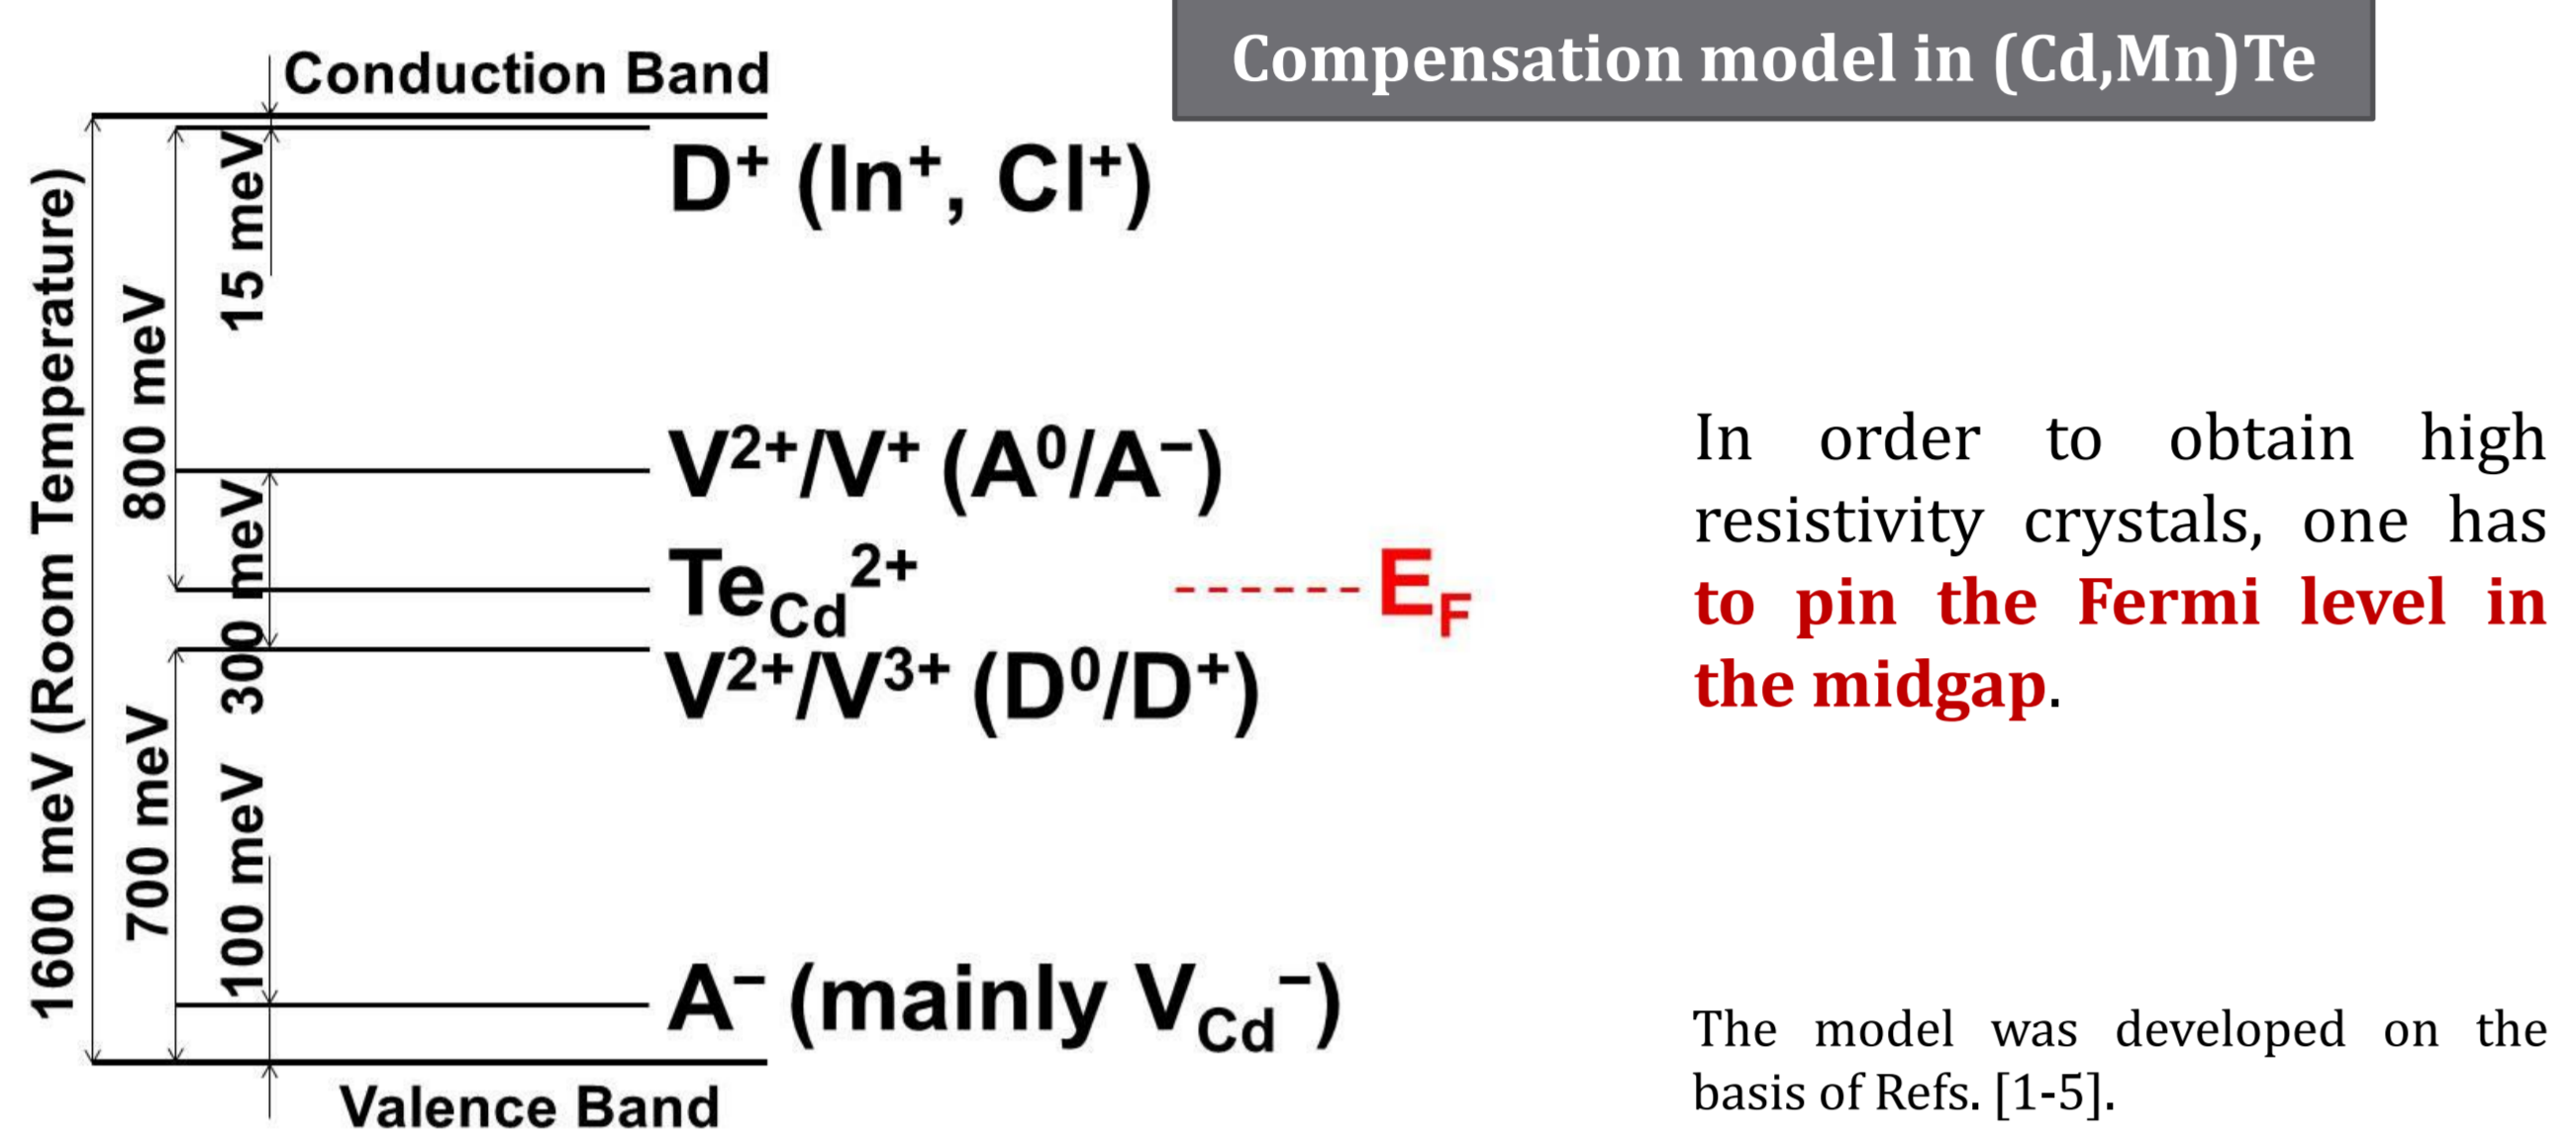 Compensation model in (Cd,Mn)Te
Conduction Band
D⁺ (In⁺, Cl⁺)
V²⁺/V⁺ (A⁰/A⁻)
Te_Cd²⁺
E_F
V²⁺/V³⁺ (D⁰/D⁺)
A⁻ (mainly V_Cd⁻)
Valence Band
1600 meV (Room Temperature)
800 meV
700 meV
15 meV
300 meV
100 meV
In order to obtain high
resistivity crystals, one has
to pin the Fermi level in
the midgap.
The model was developed on the
basis of Refs. [1-5].